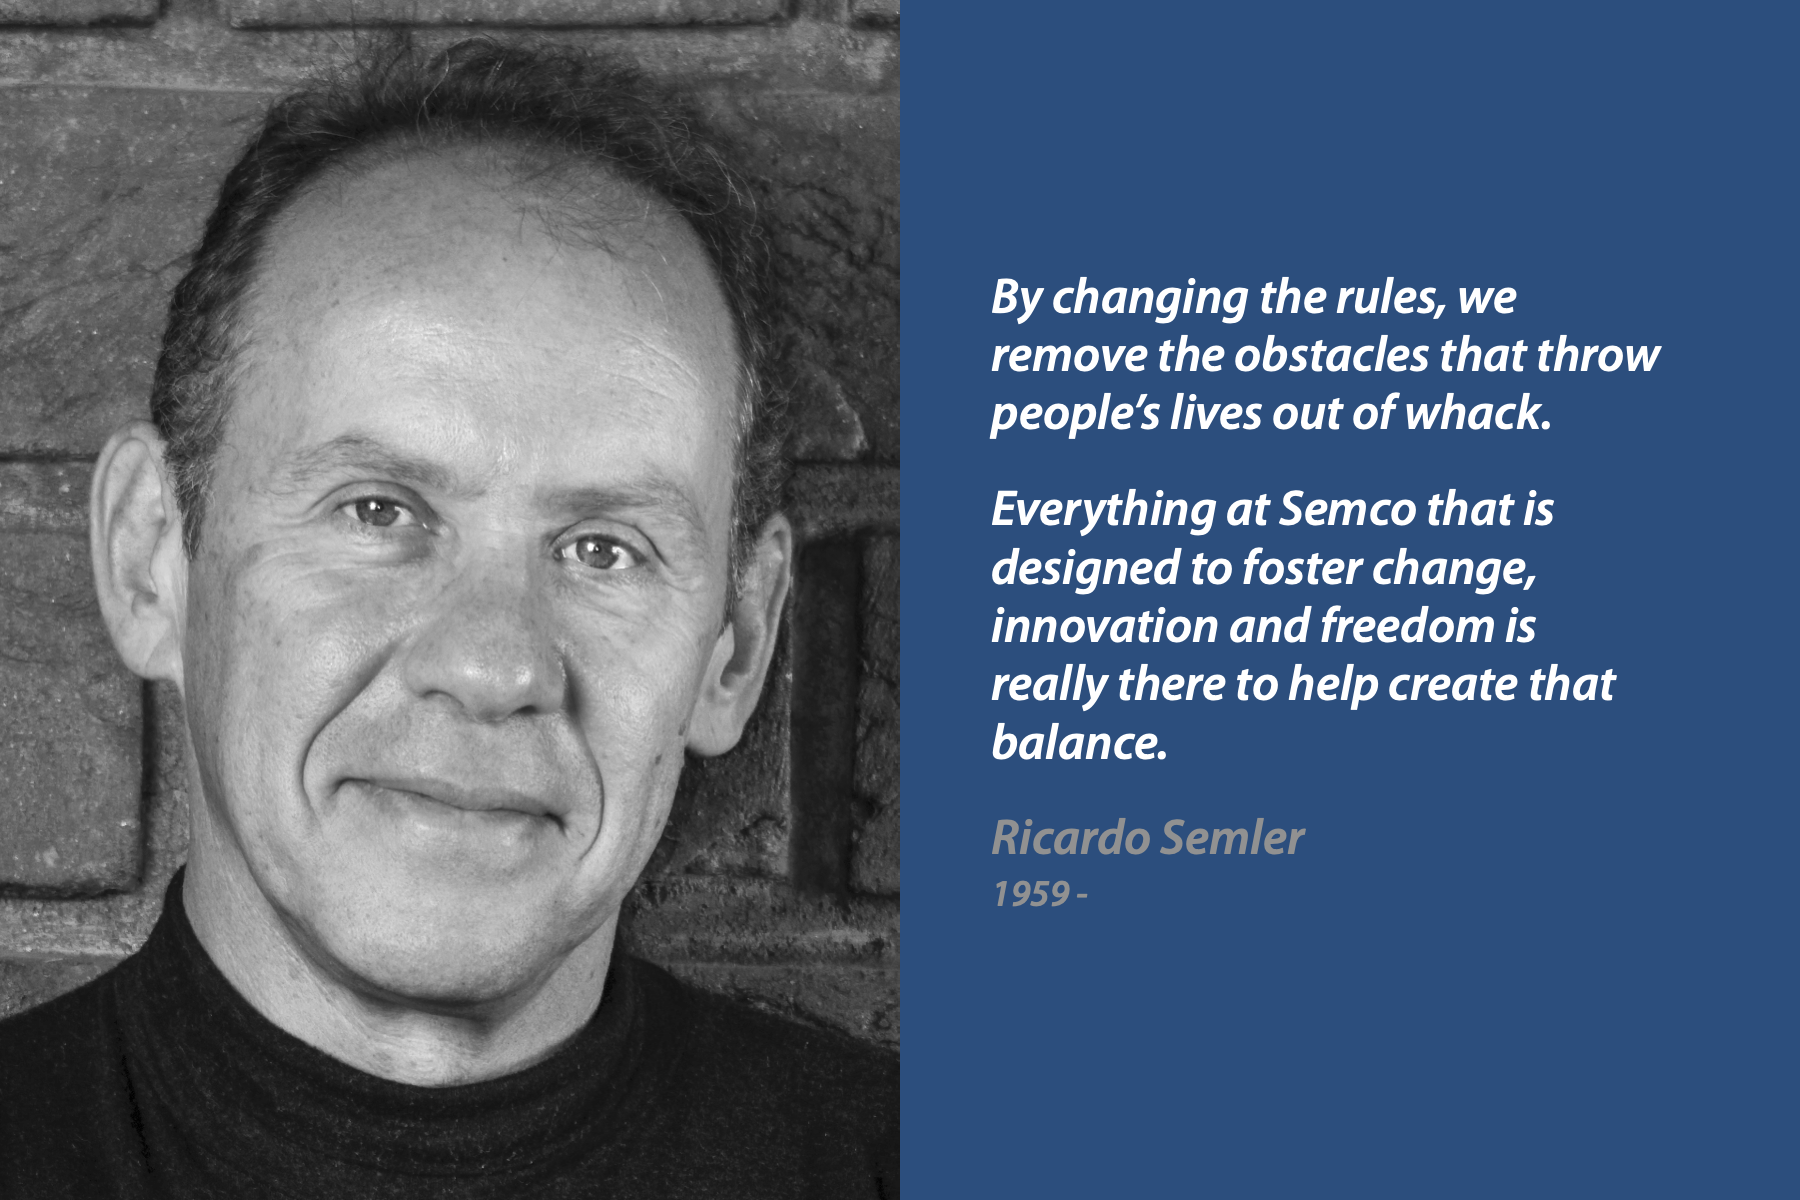 By changing the rules, we
remove the obstacles that throw
people’s lives out of whack.
Everything at Semco that is
designed to foster change,
innovation and freedom is
really there to help create that
balance.
Ricardo Semler
1959 -